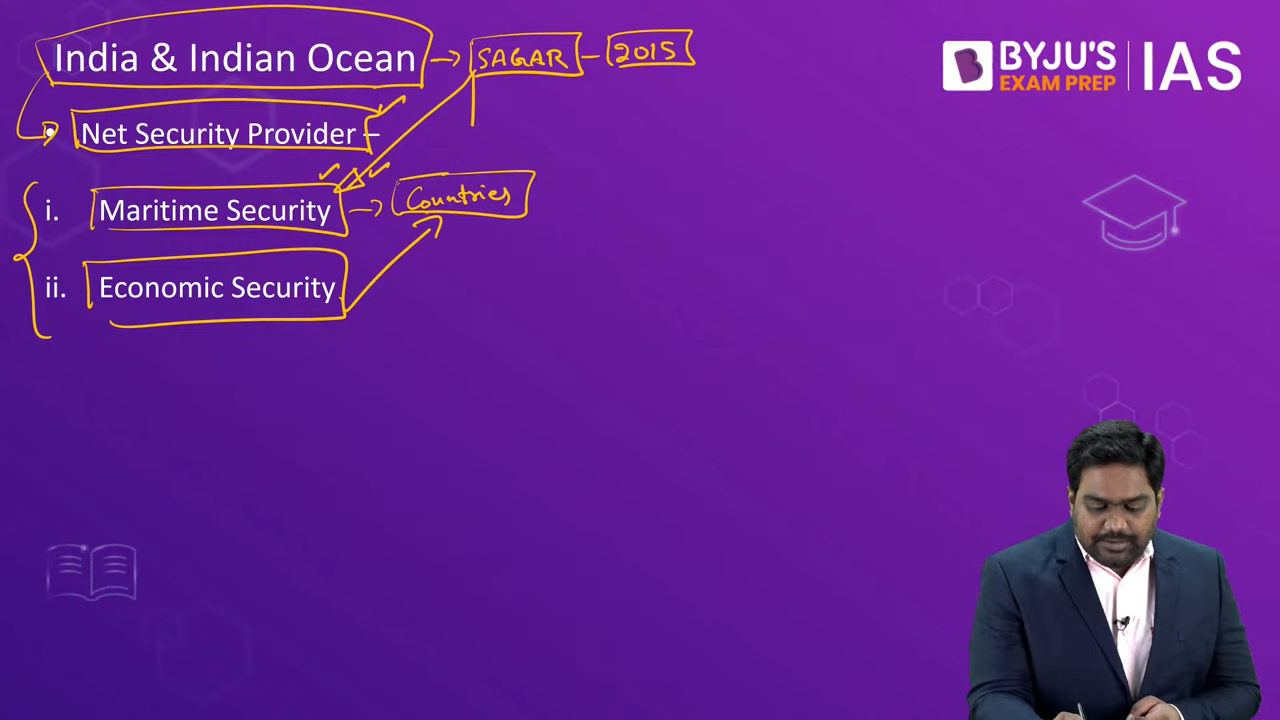 India & Indian Ocean → SAGAR – 2015
Net Security Provider –
i. Maritime Security → Countries
ii. Economic Security
BYJU'S
EXAM PREP
IAS